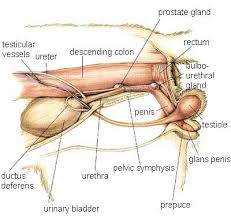 prostate gland
testicular
vessels
ureter
descending colon
rectum
bulbo-
urethral
gland
penis
testicle
glans penis
ductus
deferens
urethra
pelvic symphysis
urinary bladder
prepuce